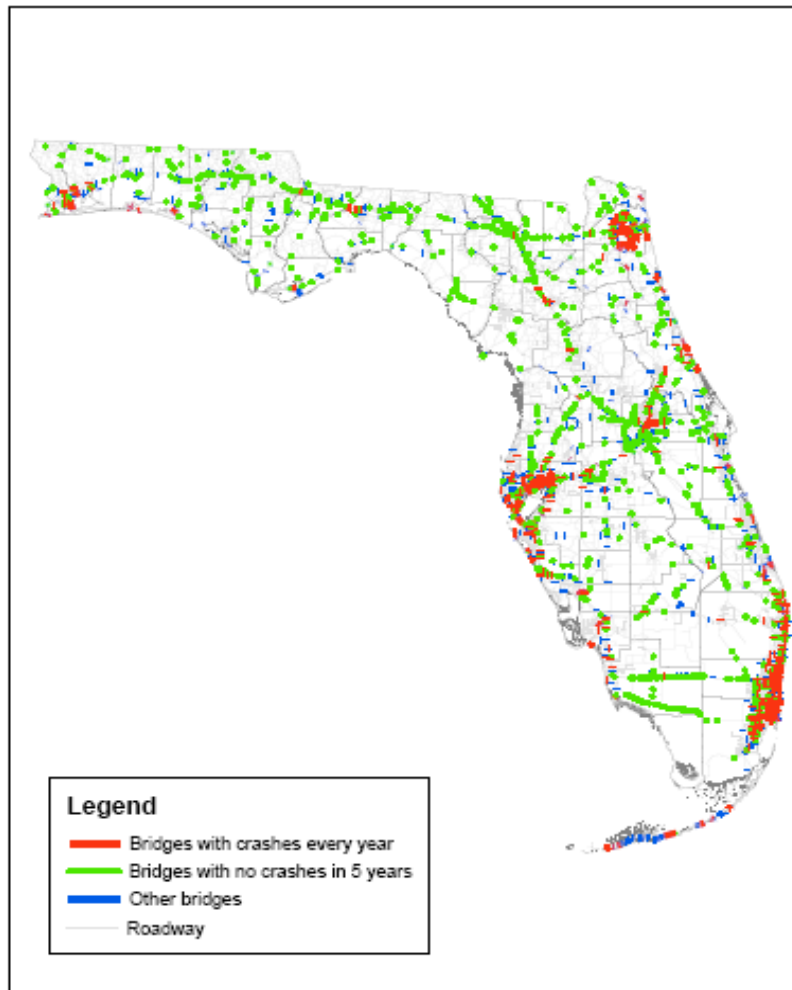 Legend
Bridges with crashes every year
Bridges with no crashes in 5 years
Other bridges
Roadway